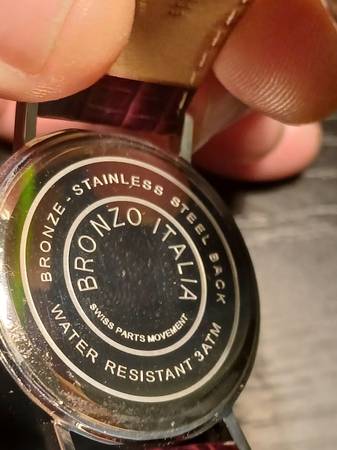 BRONZE - STAINLESS STEEL BACK
WATER RESISTANT 3ATM
BRONZO ITALIA
SWISS PARTS MOVEMENT